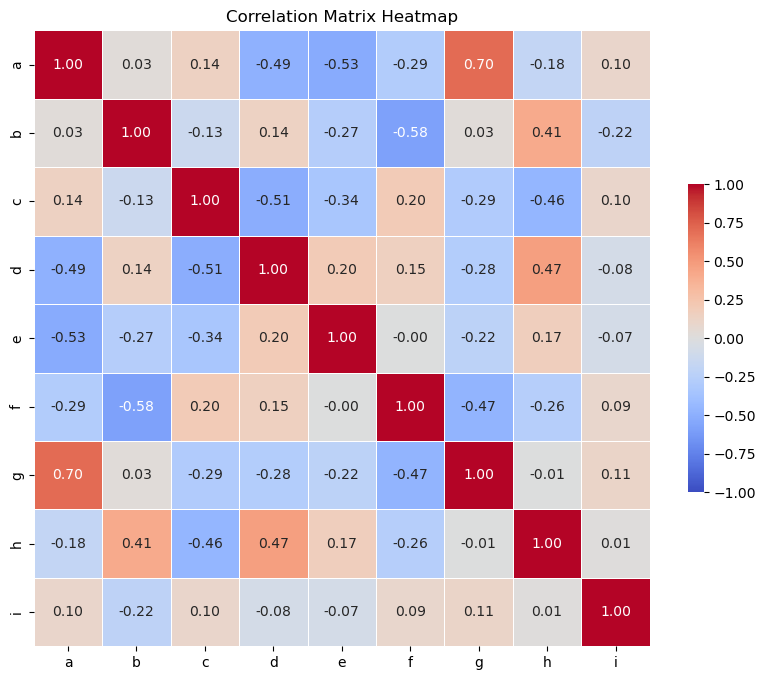 Correlation Matrix Heatmap
a 1.00 0.03 0.14 -0.49 -0.53 -0.29 0.70 -0.18 0.10
b 0.03 1.00 -0.13 0.14 -0.27 -0.58 0.03 0.41 -0.22
c 0.14 -0.13 1.00 -0.51 -0.34 0.20 -0.29 -0.46 0.10
d -0.49 0.14 -0.51 1.00 0.20 0.15 -0.28 0.47 -0.08
e -0.53 -0.27 -0.34 0.20 1.00 -0.00 -0.22 0.17 -0.07
f -0.29 -0.58 0.20 0.15 -0.00 1.00 -0.47 -0.26 0.09
g 0.70 0.03 -0.29 -0.28 -0.22 -0.47 1.00 -0.01 0.11
h -0.18 0.41 -0.46 0.47 0.17 -0.26 -0.01 1.00 0.01
i 0.10 -0.22 0.10 -0.08 -0.07 0.09 0.11 0.01 1.00
a b c d e f g h i
1.00
0.75
0.50
0.25
0.00
−0.25
−0.50
−0.75
−1.00